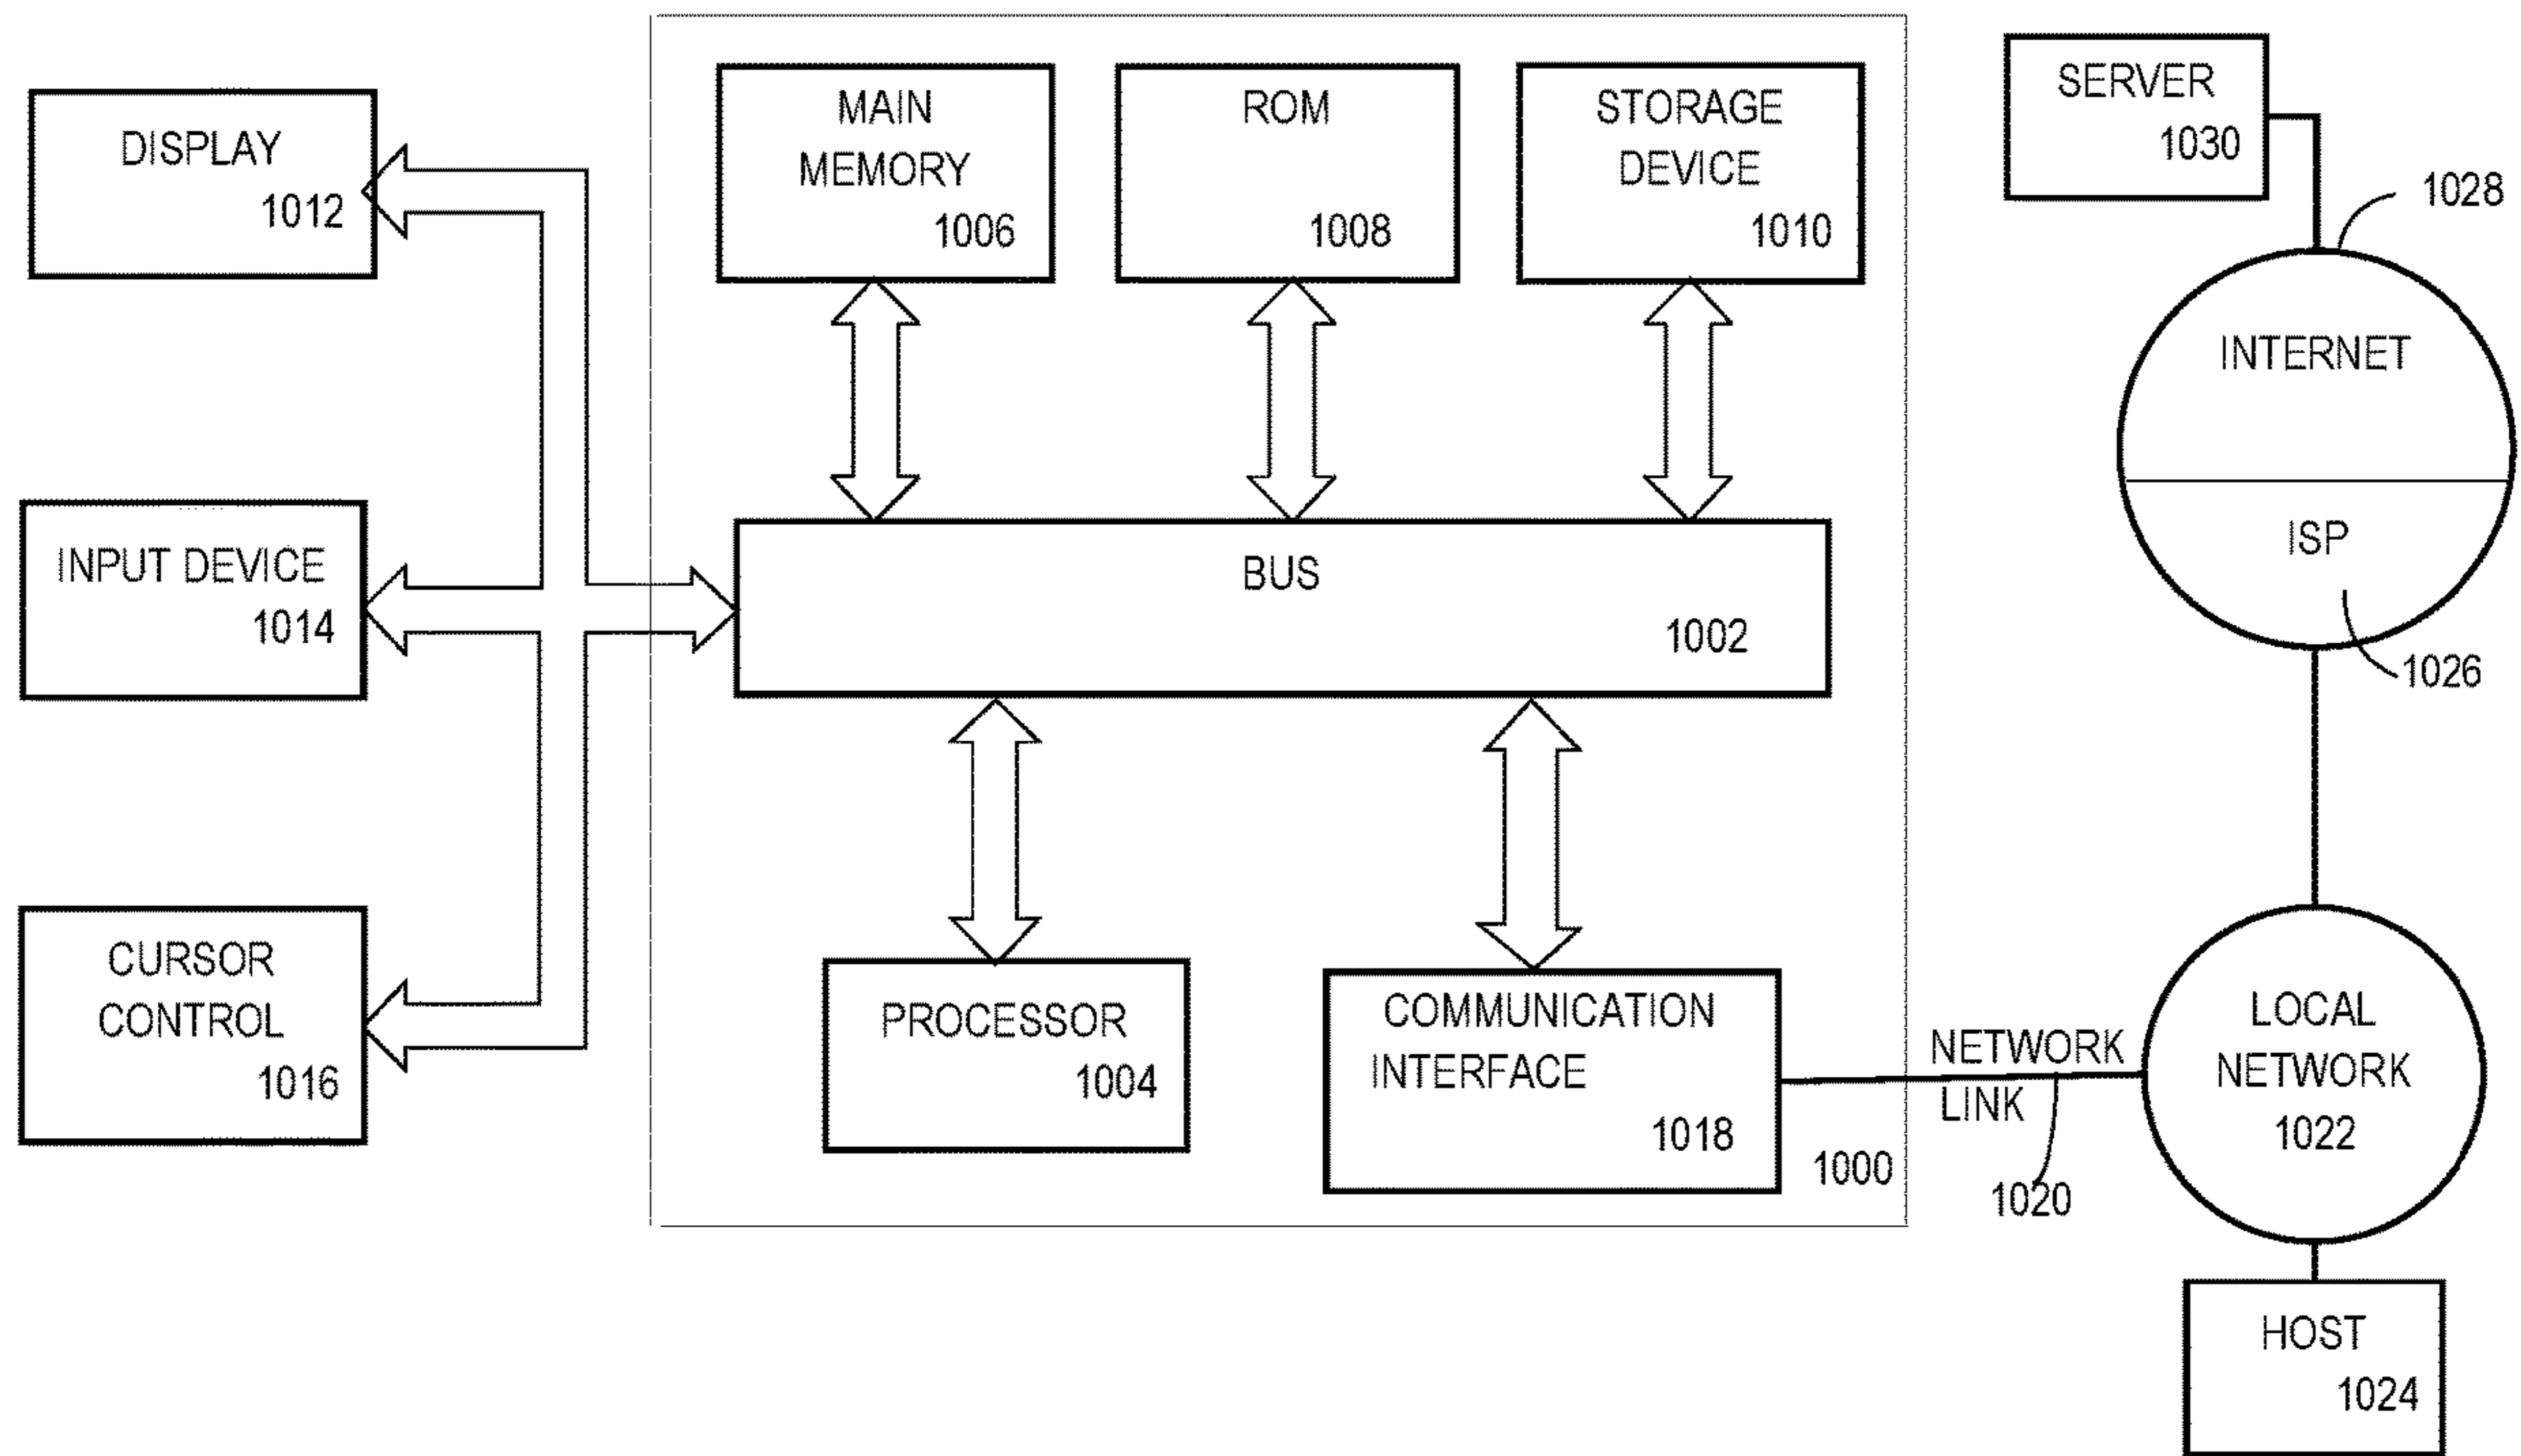 DISPLAY
1012
INPUT DEVICE
1014
CURSOR
CONTROL
1016
MAIN
MEMORY
1006
ROM
1008
STORAGE
DEVICE
1010
BUS
1002
PROCESSOR
1004
COMMUNICATION
INTERFACE
1018
1000
SERVER
1030
1028
INTERNET
ISP
1026
NETWORK
LINK
1020
LOCAL
NETWORK
1022
HOST
1024